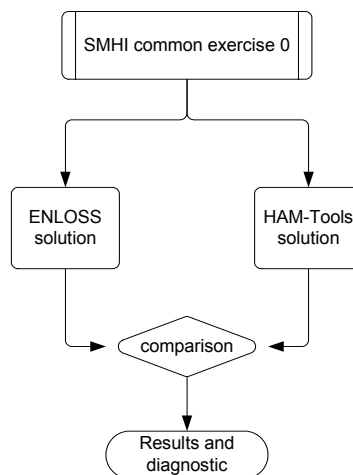 SMHI common exercise 0
ENLOSS
solution
HAM-Tools
solution
comparison
Results and
diagnostic